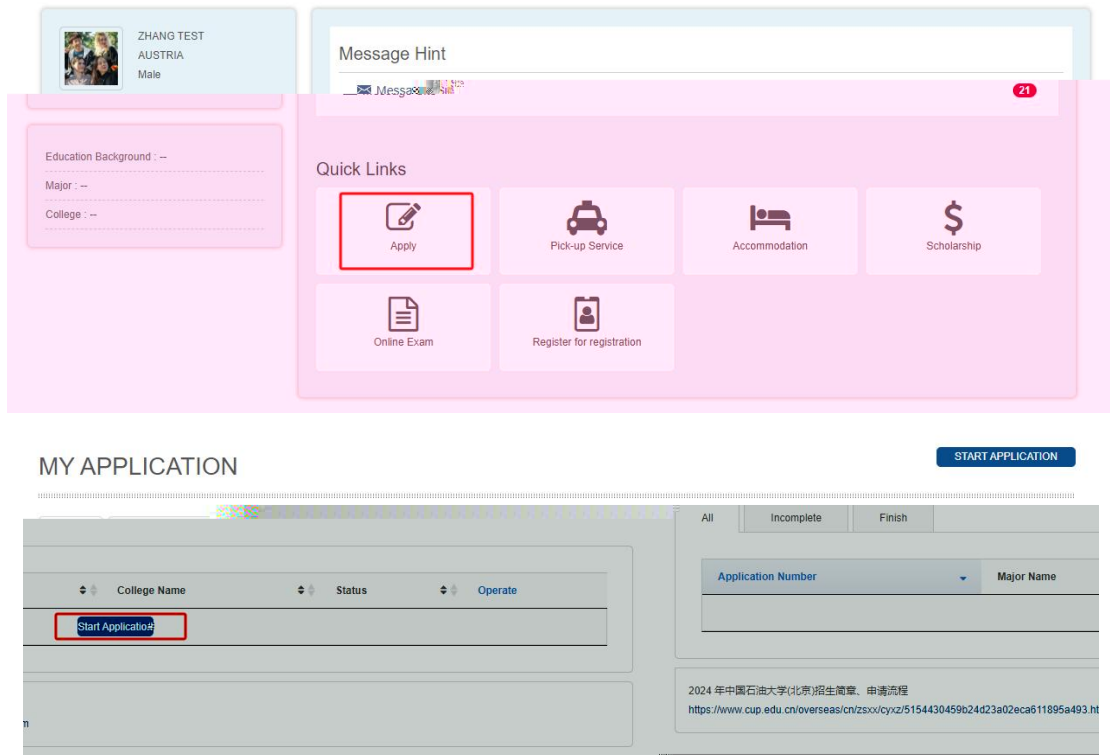 ZHANG TEST
AUSTRIA
Male
Message Hint
21
Education Background : --
Major : --
College : --
Quick Links
Apply
Pick-up Service
Accommodation
Scholarship
Online Exam
Register for registration
MY APPLICATION
START APPLICATION
All Incomplete Finish
College Name Status Operate
Application Number Major Name
Start Applicatio
2024 年中国石油大学(北京)招生简章、申请流程
https://www.cup.edu.cn/overseas/cn/zsxx/cyxz/5154430459b24d23a02eca611895a493.ht
m